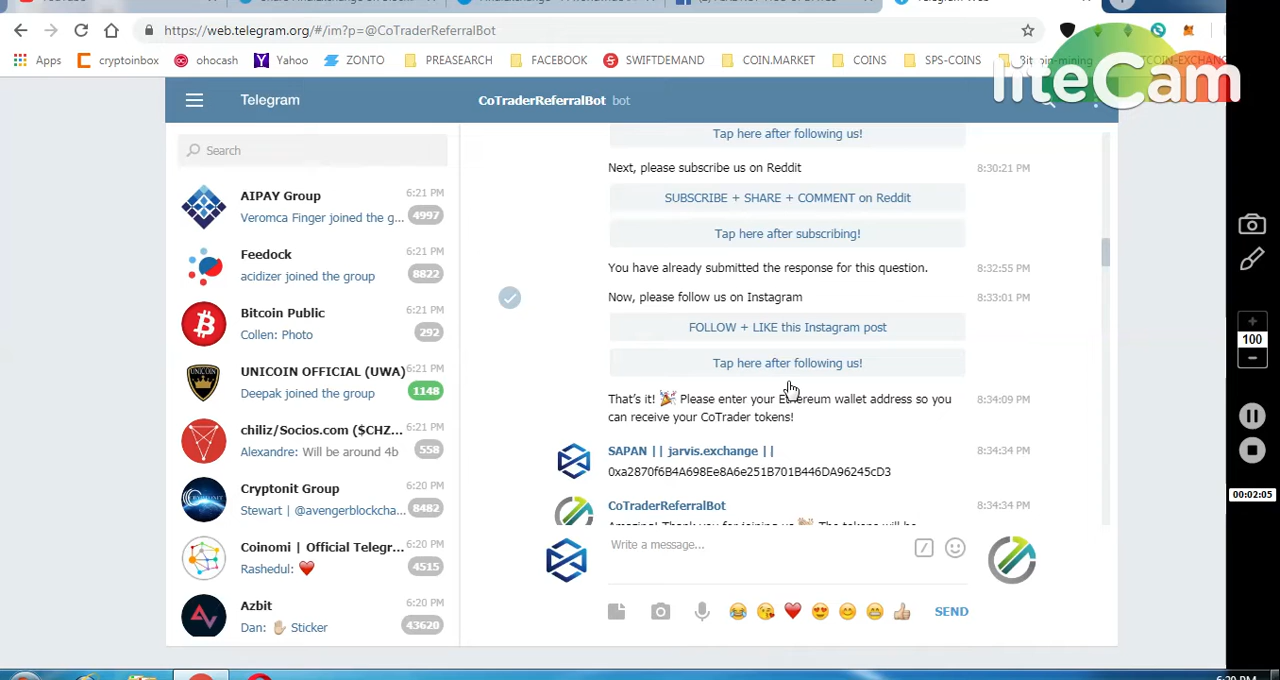 https://web.telegram.org/#/im?p=@CoTraderReferralBot
Apps
cryptoinbox
ohocash
Yahoo
ZONTO
PREASEARCH
FACEBOOK
SWIFTDEMAND
COIN.MARKET
COINS
SPS-COINS
liteCam
Telegram
CoTraderReferralBot bot
Search
AIPAY Group 6:21 PM
Veromca Finger joined the g... 4997
Feedock 6:21 PM
acidizer joined the group 8822
Bitcoin Public 6:21 PM
Collen: Photo 292
UNICOIN OFFICIAL (UWA) 6:21 PM
Deepak joined the group 1148
chiliz/Socios.com ($CHZ... 6:21 PM
Alexandre: Will be around 4b 558
Cryptonit Group 6:20 PM
Stewart | @avengerblockcha... 8482
Coinomi | Official Telegr... 6:20 PM
Rashedul: ❤️ 4515
Azbit 6:20 PM
Dan: ✋🏼 Sticker 43620
Tap here after following us!
Next, please subscribe us on Reddit 8:30:21 PM
SUBSCRIBE + SHARE + COMMENT on Reddit
Tap here after subscribing!
You have already submitted the response for this question. 8:32:55 PM
Now, please follow us on Instagram 8:33:01 PM
FOLLOW + LIKE this Instagram post
Tap here after following us!
That's it! 🎉 Please enter your Ethereum wallet address so you 8:34:09 PM
can receive your CoTrader tokens!
SAPAN || jarvis.exchange || 8:34:34 PM
0xa2870f6B4A698Ee8A6e251B701B446DA96245cD3
CoTraderReferralBot 8:34:34 PM
Write a message...
SEND
100
00:02:05